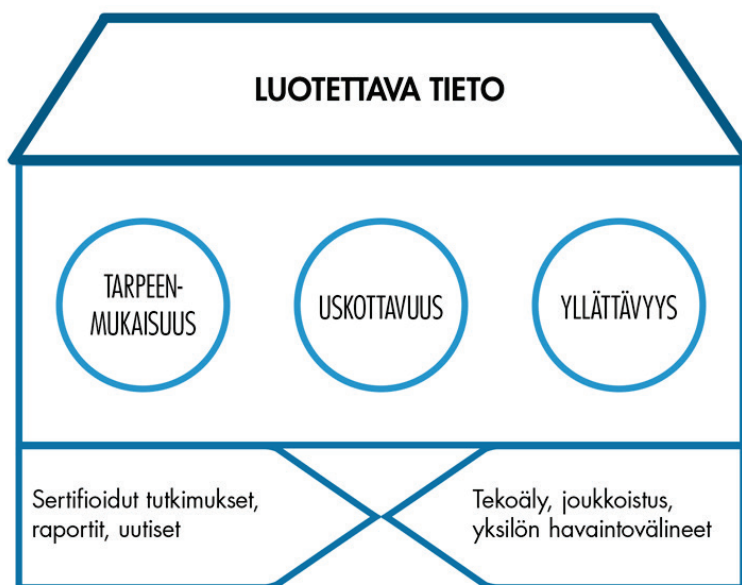 LUOTETTAVA TIETO
TARPEEN-
MUKAISUUS
USKOTTAVUUS
YLLÄTTÄVYYS
Sertifioidut tutkimukset,
raportit, uutiset
Tekoäly, joukkoistus,
yksilön havaintovälineet